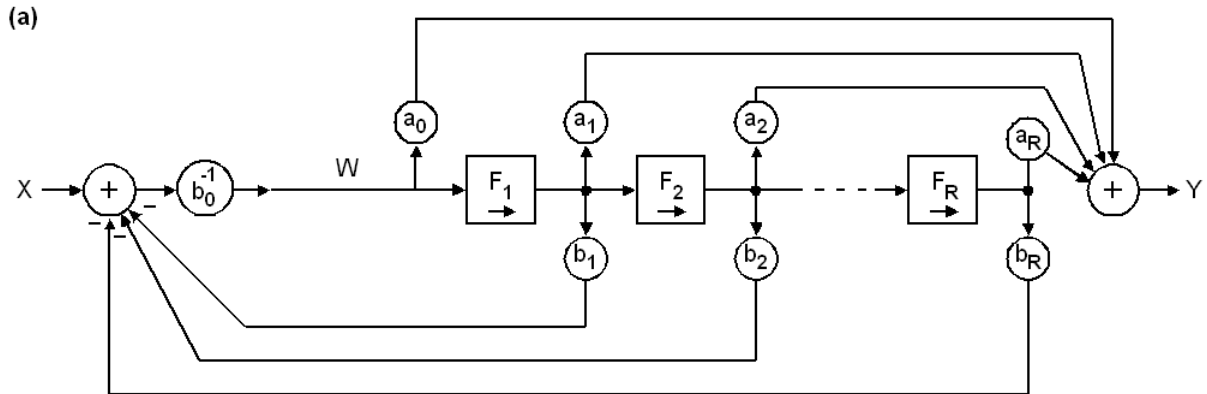 (a)
a0 a1 a2 aR
X + b0-1 W F1 F2 FR + Y
− − −
b1 b2 bR